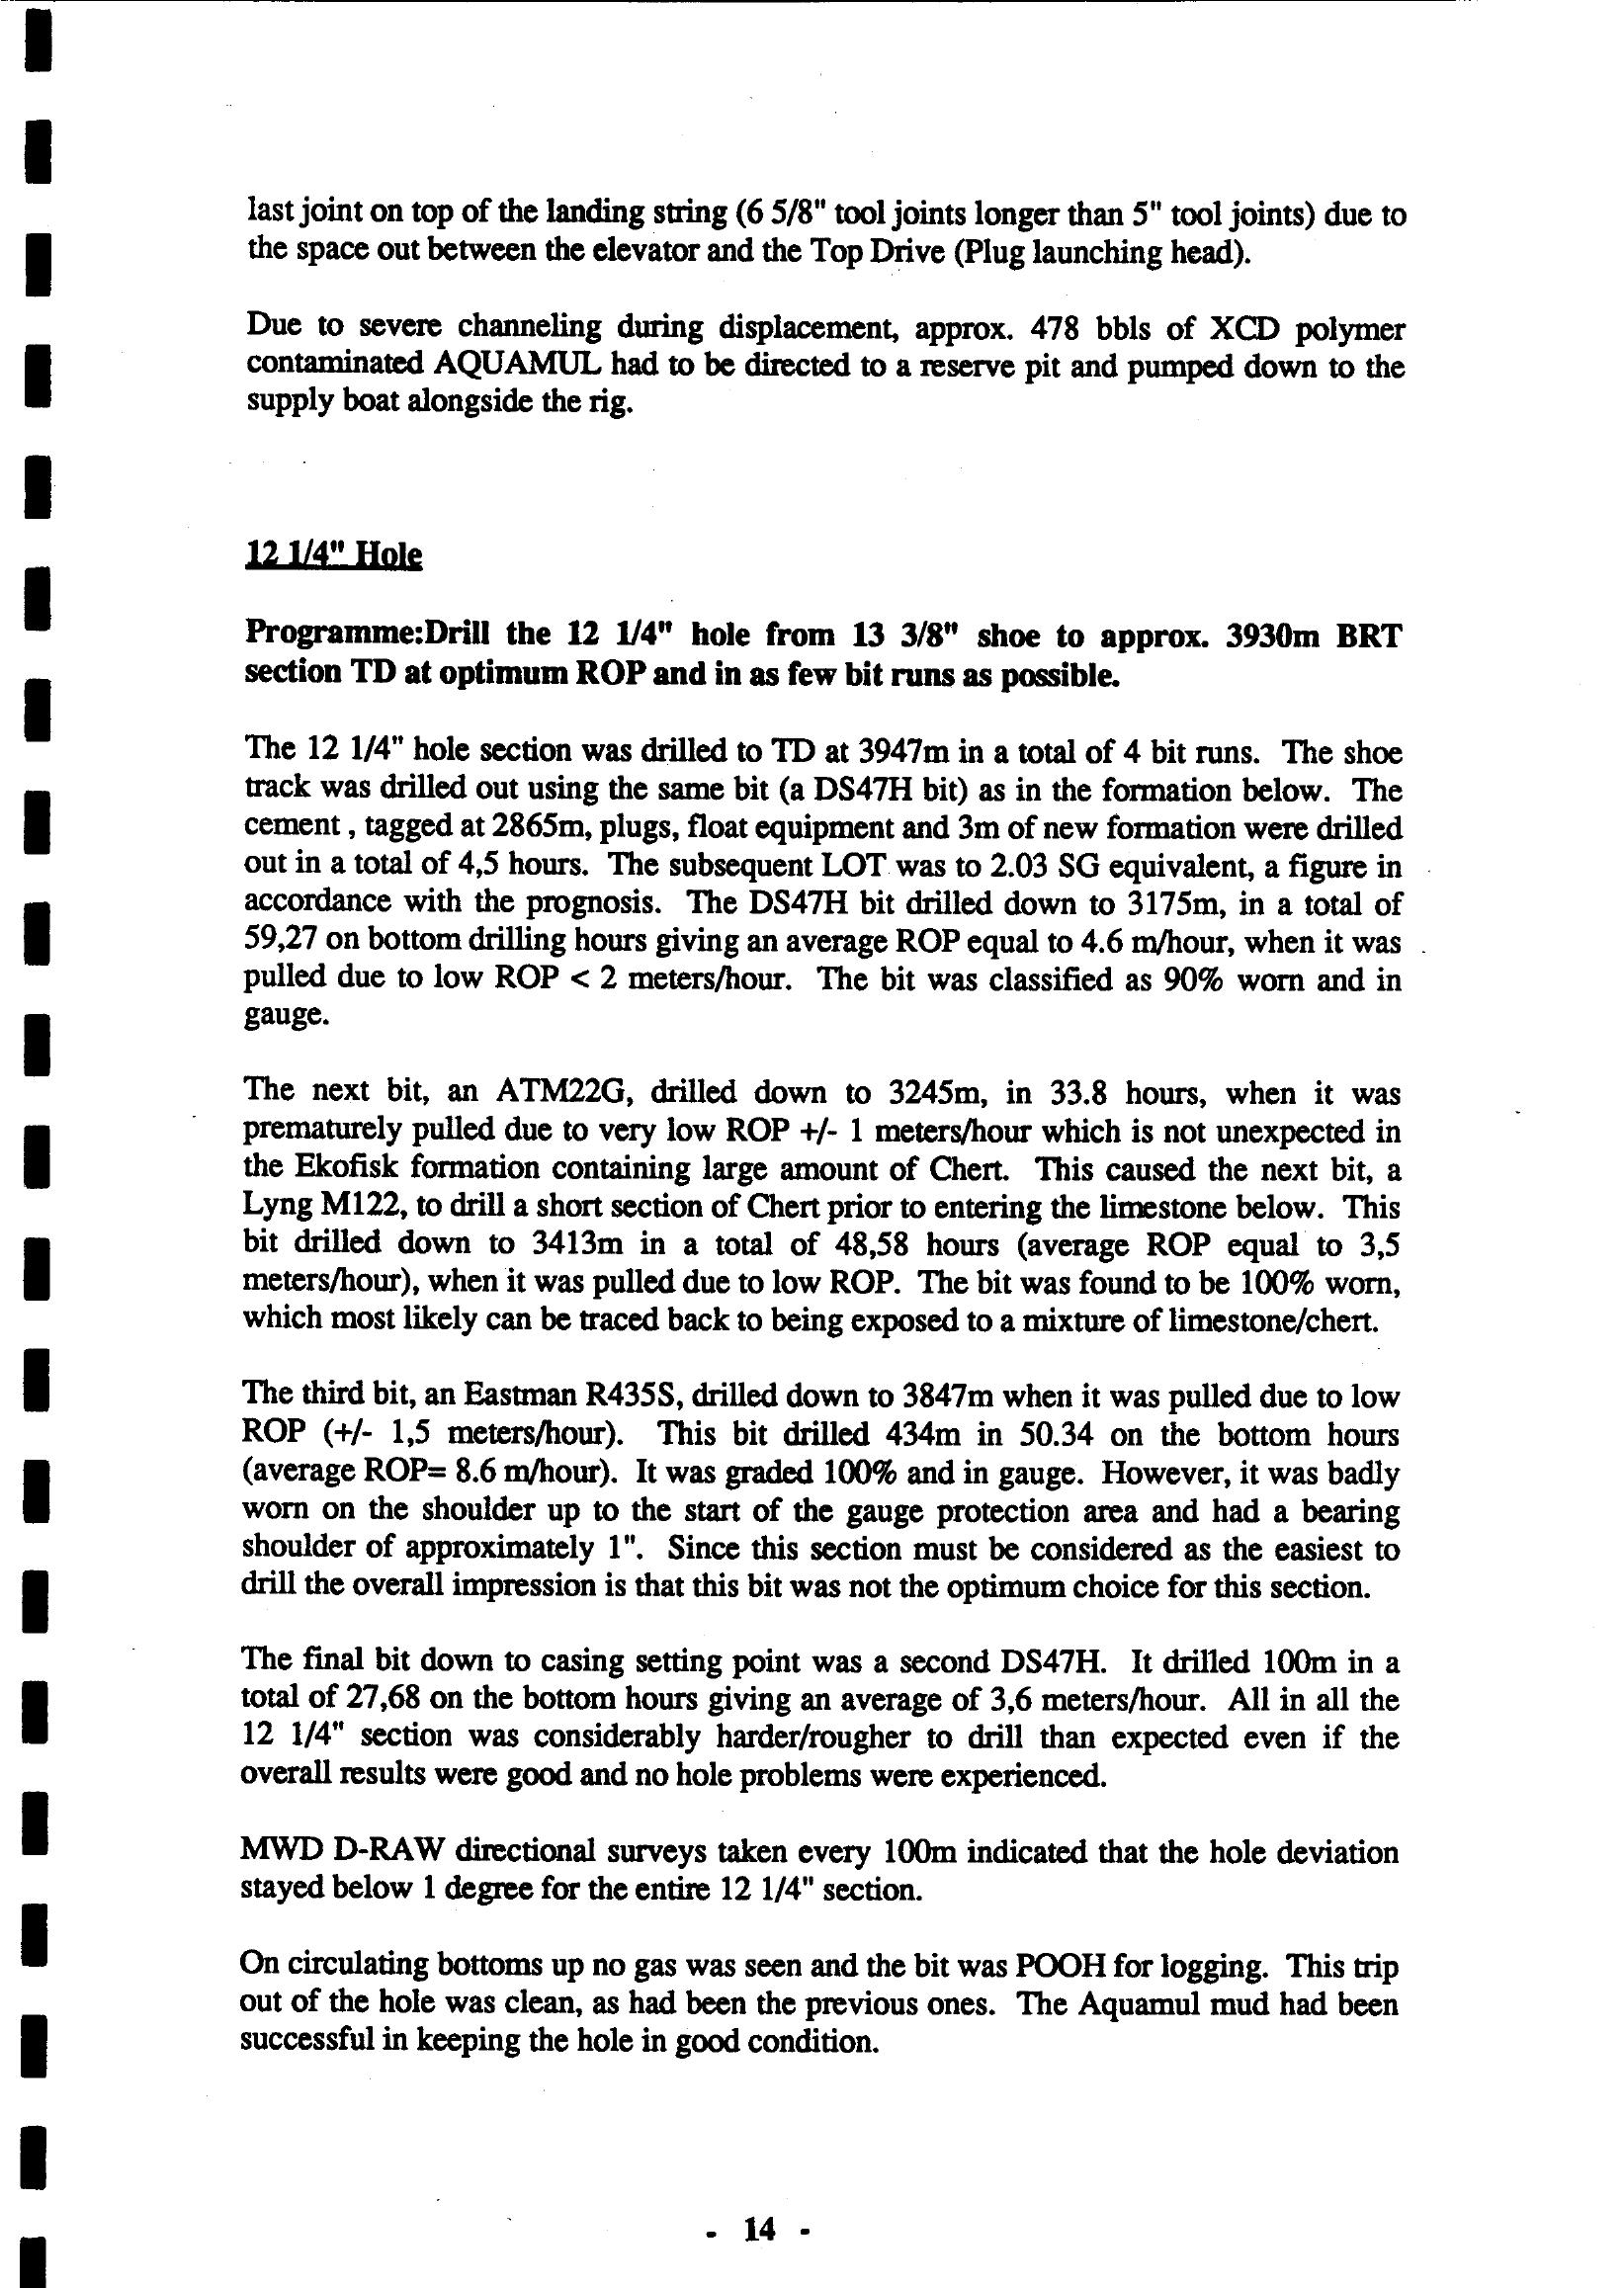 last joint on top of the landing string (6 5/8" tool joints longer than 5" tool joints) due to
the space out between the elevator and the Top Drive (Plug launching head).
Due to severe channeling during displacement, approx. 478 bbls of XCD polymer
contaminated AQUAMUL had to be directed to a reserve pit and pumped down to the
supply boat alongside the rig.
12 1/4" Hole
Programme:Drill the 12 1/4" hole from 13 3/8" shoe to approx. 3930m BRT
section TD at optimum ROP and in as few bit runs as possible.
The 12 1/4" hole section was drilled to TD at 3947m in a total of 4 bit runs. The shoe
track was drilled out using the same bit (a DS47H bit) as in the formation below. The
cement , tagged at 2865m, plugs, float equipment and 3m of new formation were drilled
out in a total of 4,5 hours. The subsequent LOT was to 2.03 SG equivalent, a figure in
accordance with the prognosis. The DS47H bit drilled down to 3175m, in a total of
59,27 on bottom drilling hours giving an average ROP equal to 4.6 m/hour, when it was
pulled due to low ROP < 2 meters/hour. The bit was classified as 90% worn and in
gauge.
The next bit, an ATM22G, drilled down to 3245m, in 33.8 hours, when it was
prematurely pulled due to very low ROP +/- 1 meters/hour which is not unexpected in
the Ekofisk formation containing large amount of Chert. This caused the next bit, a
Lyng M122, to drill a short section of Chert prior to entering the limestone below. This
bit drilled down to 3413m in a total of 48,58 hours (average ROP equal to 3,5
meters/hour), when it was pulled due to low ROP. The bit was found to be 100% worn,
which most likely can be traced back to being exposed to a mixture of limestone/chert.
The third bit, an Eastman R435S, drilled down to 3847m when it was pulled due to low
ROP (+/- 1,5 meters/hour). This bit drilled 434m in 50.34 on the bottom hours
(average ROP= 8.6 m/hour). It was graded 100% and in gauge. However, it was badly
worn on the shoulder up to the start of the gauge protection area and had a bearing
shoulder of approximately 1". Since this section must be considered as the easiest to
drill the overall impression is that this bit was not the optimum choice for this section.
The final bit down to casing setting point was a second DS47H. It drilled 100m in a
total of 27,68 on the bottom hours giving an average of 3,6 meters/hour. All in all the
12 1/4" section was considerably harder/rougher to drill than expected even if the
overall results were good and no hole problems were experienced.
MWD D-RAW directional surveys taken every 100m indicated that the hole deviation
stayed below 1 degree for the entire 12 1/4" section.
On circulating bottoms up no gas was seen and the bit was POOH for logging. This trip
out of the hole was clean, as had been the previous ones. The Aquamul mud had been
successful in keeping the hole in good condition.
- 14 -